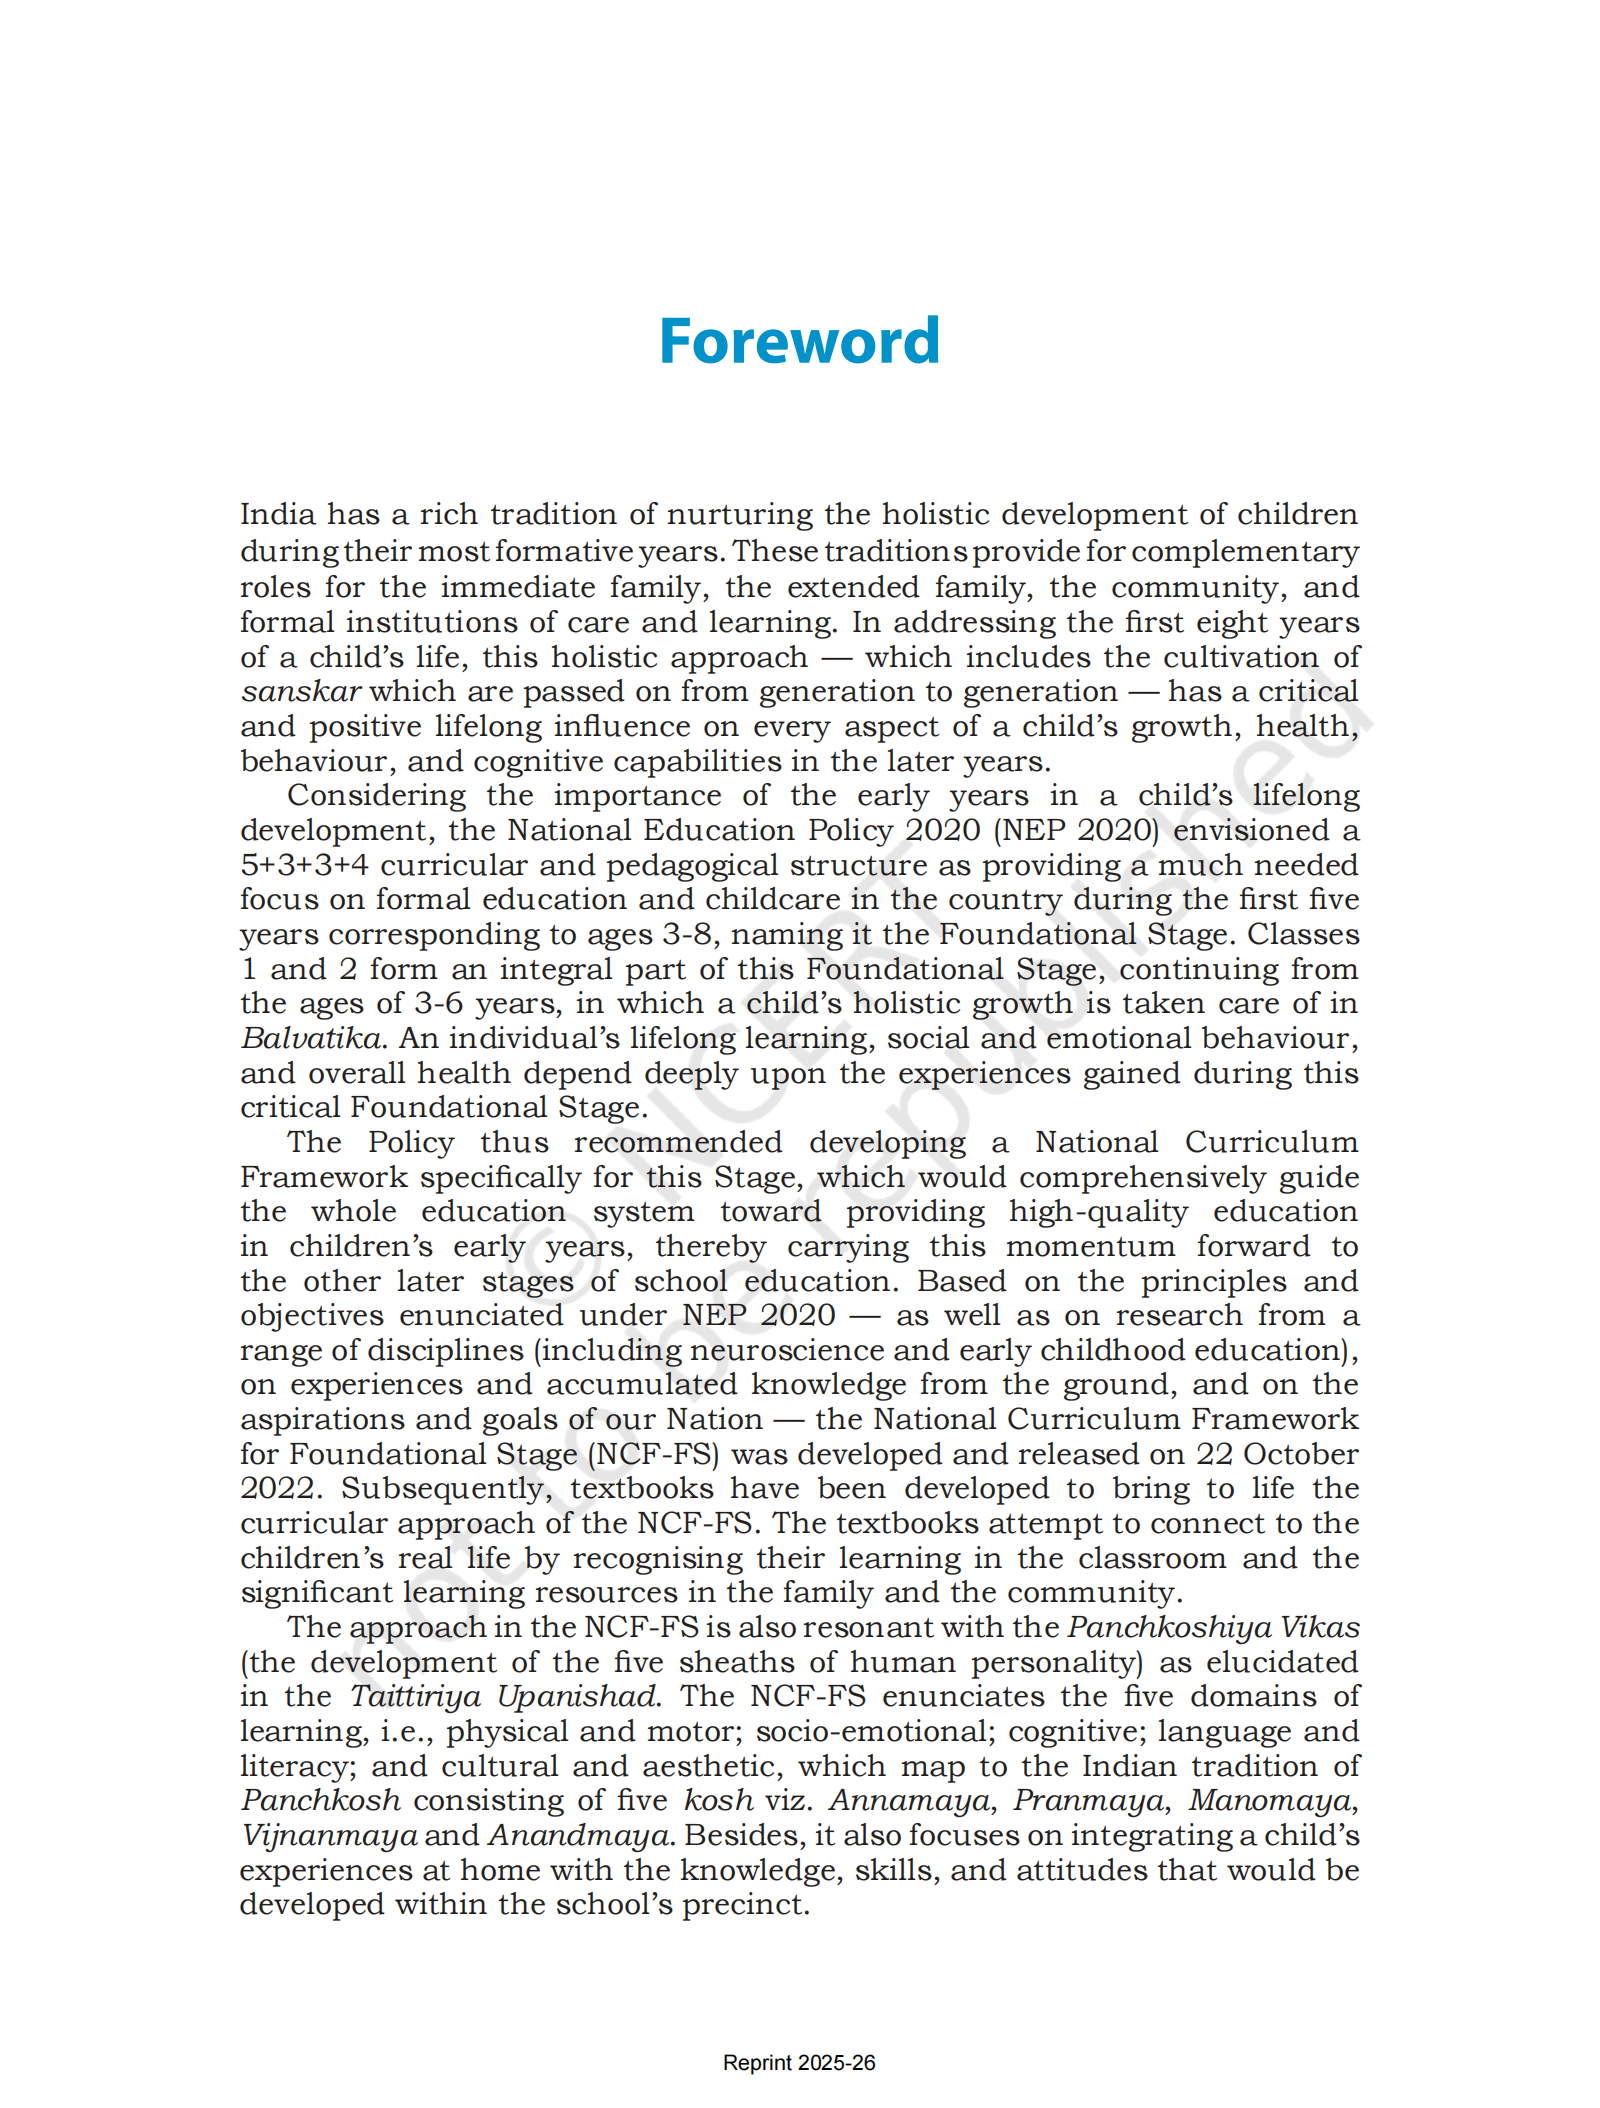 Foreword
India has a rich tradition of nurturing the holistic development of children
during their most formative years. These traditions provide for complementary
roles for the immediate family, the extended family, the community, and
formal institutions of care and learning. In addressing the first eight years
of a child's life, this holistic approach — which includes the cultivation of
sanskar which are passed on from generation to generation — has a critical
and positive lifelong influence on every aspect of a child's growth, health,
behaviour, and cognitive capabilities in the later years.
Considering the importance of the early years in a child's lifelong
development, the National Education Policy 2020 (NEP 2020) envisioned a
5+3+3+4 curricular and pedagogical structure as providing a much needed
focus on formal education and childcare in the country during the first five
years corresponding to ages 3-8, naming it the Foundational Stage. Classes
1 and 2 form an integral part of this Foundational Stage, continuing from
the ages of 3-6 years, in which a child's holistic growth is taken care of in
Balvatika. An individual's lifelong learning, social and emotional behaviour,
and overall health depend deeply upon the experiences gained during this
critical Foundational Stage.
The Policy thus recommended developing a National Curriculum
Framework specifically for this Stage, which would comprehensively guide
the whole education system toward providing high-quality education
in children's early years, thereby carrying this momentum forward to
the other later stages of school education. Based on the principles and
objectives enunciated under NEP 2020 — as well as on research from a
range of disciplines (including neuroscience and early childhood education),
on experiences and accumulated knowledge from the ground, and on the
aspirations and goals of our Nation — the National Curriculum Framework
for Foundational Stage (NCF-FS) was developed and released on 22 October
2022. Subsequently, textbooks have been developed to bring to life the
curricular approach of the NCF-FS. The textbooks attempt to connect to the
children's real life by recognising their learning in the classroom and the
significant learning resources in the family and the community.
The approach in the NCF-FS is also resonant with the Panchkoshiya Vikas
(the development of the five sheaths of human personality) as elucidated
in the Taittiriya Upanishad. The NCF-FS enunciates the five domains of
learning, i.e., physical and motor; socio-emotional; cognitive; language and
literacy; and cultural and aesthetic, which map to the Indian tradition of
Panchkosh consisting of five kosh viz. Annamaya, Pranmaya, Manomaya,
Vijnanmaya and Anandmaya. Besides, it also focuses on integrating a child's
experiences at home with the knowledge, skills, and attitudes that would be
developed within the school's precinct.
© NCERT
not to be republished
Reprint 2025-26